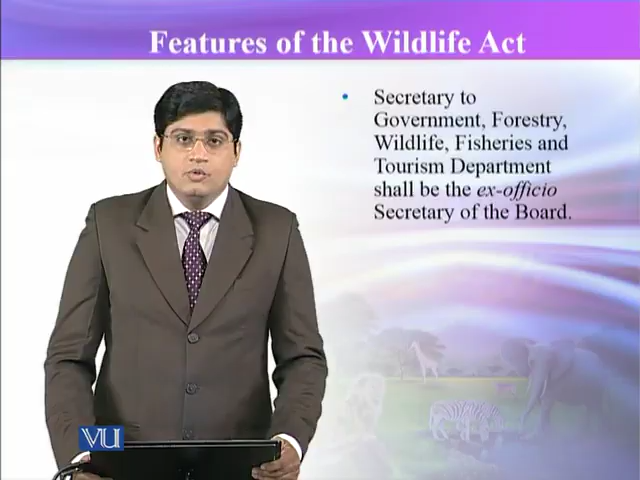 Features of the Wildlife Act
• Secretary to
Government, Forestry,
Wildlife, Fisheries and
Tourism Department
shall be the ex-officio
Secretary of the Board.
VU